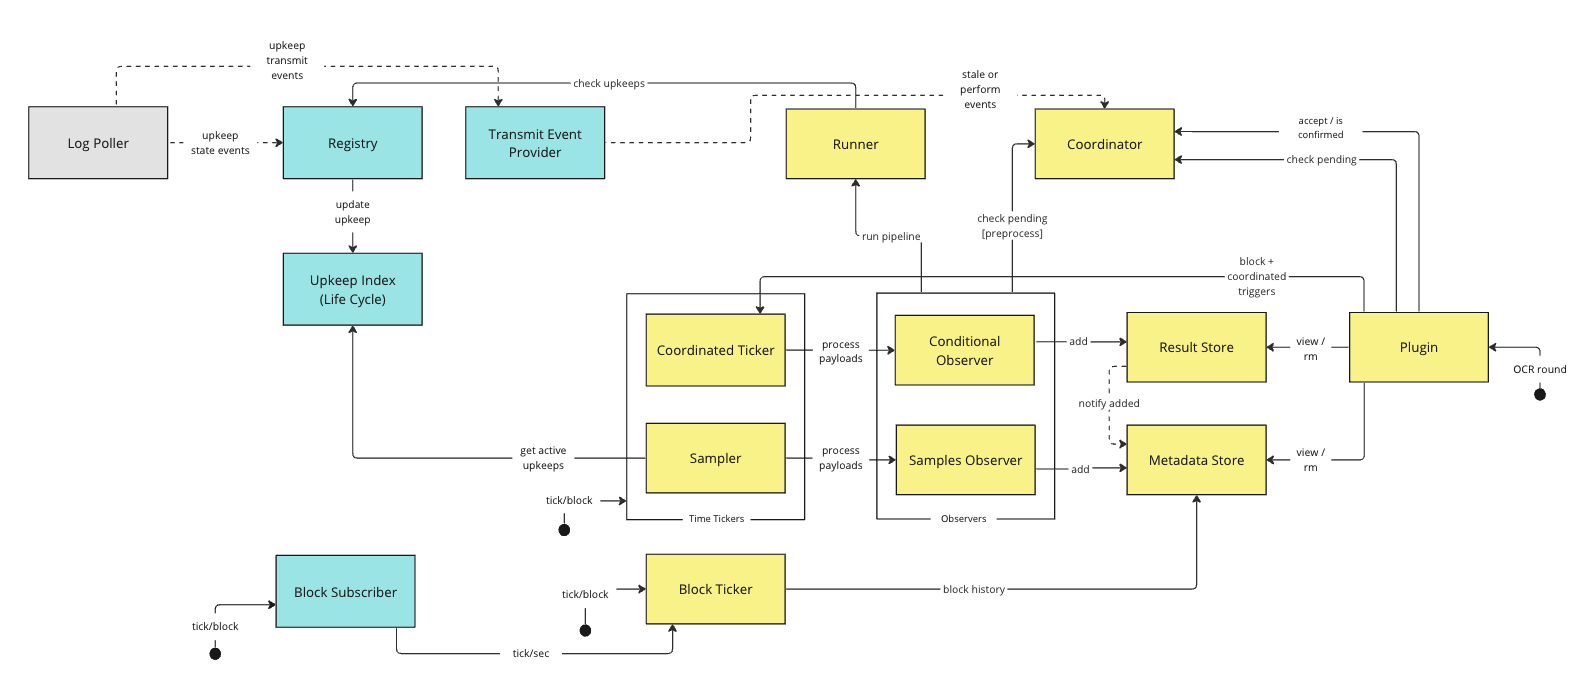 upkeep
transmit
events
check upkeeps
stale or
perform
events
Log Poller
upkeep
state events
Registry
Transmit Event
Provider
Runner
Coordinator
accept / is
confirmed
check pending
update
upkeep
run pipeline
check pending
[preprocess]
Upkeep Index
(Life Cycle)
block +
coordinated
triggers
Coordinated Ticker
process
payloads
Conditional
Observer
add
Result Store
view /
rm
Plugin
OCR round
notify added
get active
upkeeps
Sampler
process
payloads
Samples Observer
add
Metadata Store
view /
rm
tick/block
Time Tickers
Observers
Block Subscriber
tick/block
Block Ticker
block history
tick/block
tick/sec